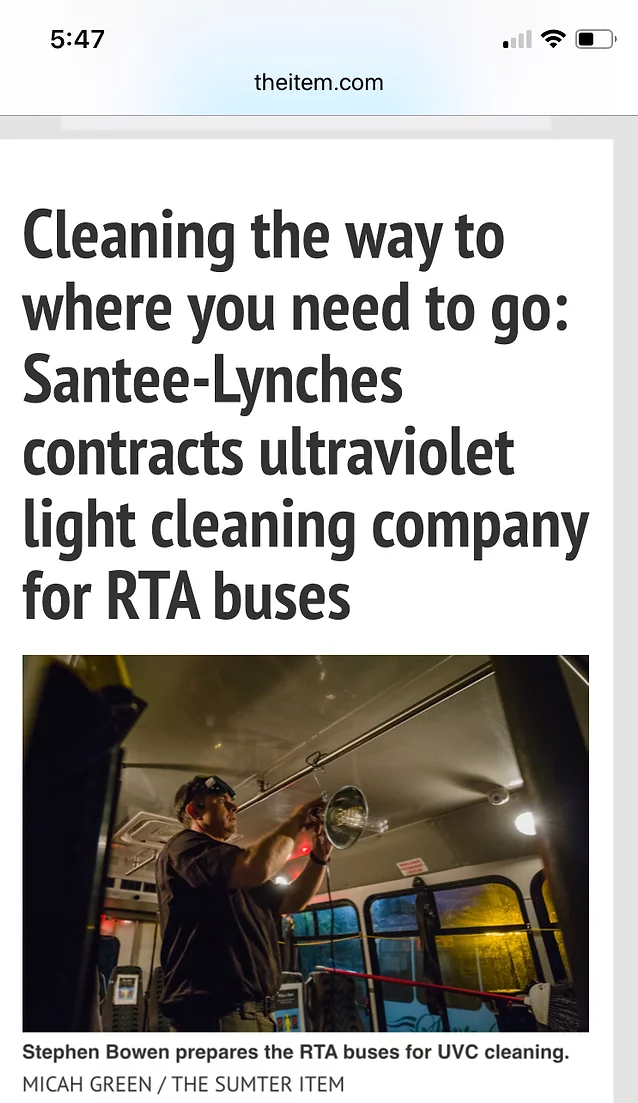 5:47
theitem.com
Cleaning the way to
where you need to go:
Santee-Lynches
contracts ultraviolet
light cleaning company
for RTA buses
Stephen Bowen prepares the RTA buses for UVC cleaning.
MICAH GREEN / THE SUMTER ITEM